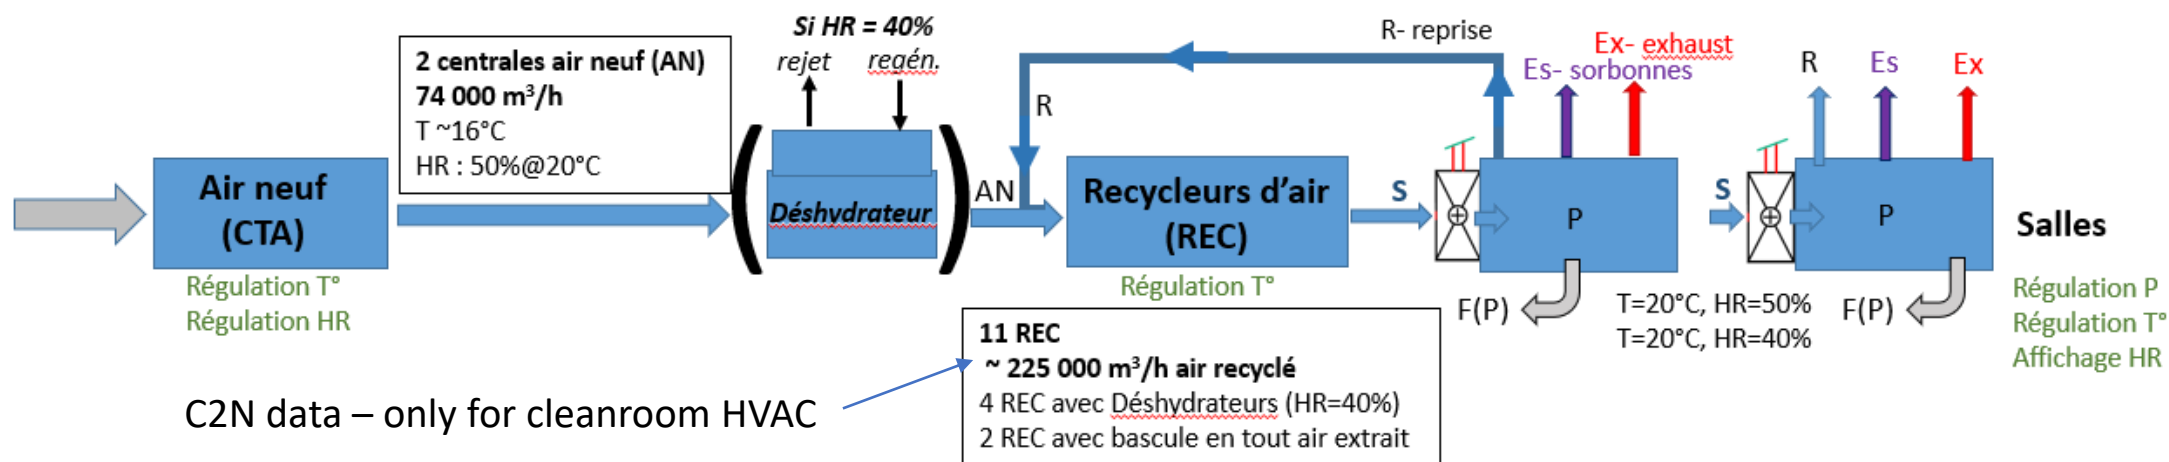 Si HR = 40%
rejet
regén.
2 centrales air neuf (AN)
74 000 m³/h
T ~16°C
HR : 50%@20°C
R- reprise
Ex- exhaust
Es- sorbonnes
R
Es
Ex
R
Air neuf
(CTA)
Déshydrateur
AN
Recycleurs d'air
(REC)
S
P
S
P
Salles
Régulation T°
Régulation HR
Régulation T°
F(P)
T=20°C, HR=50%
T=20°C, HR=40%
F(P)
Régulation P
Régulation T°
Affichage HR
11 REC
~ 225 000 m³/h air recyclé
4 REC avec Déshydrateurs (HR=40%)
2 REC avec bascule en tout air extrait
C2N data – only for cleanroom HVAC